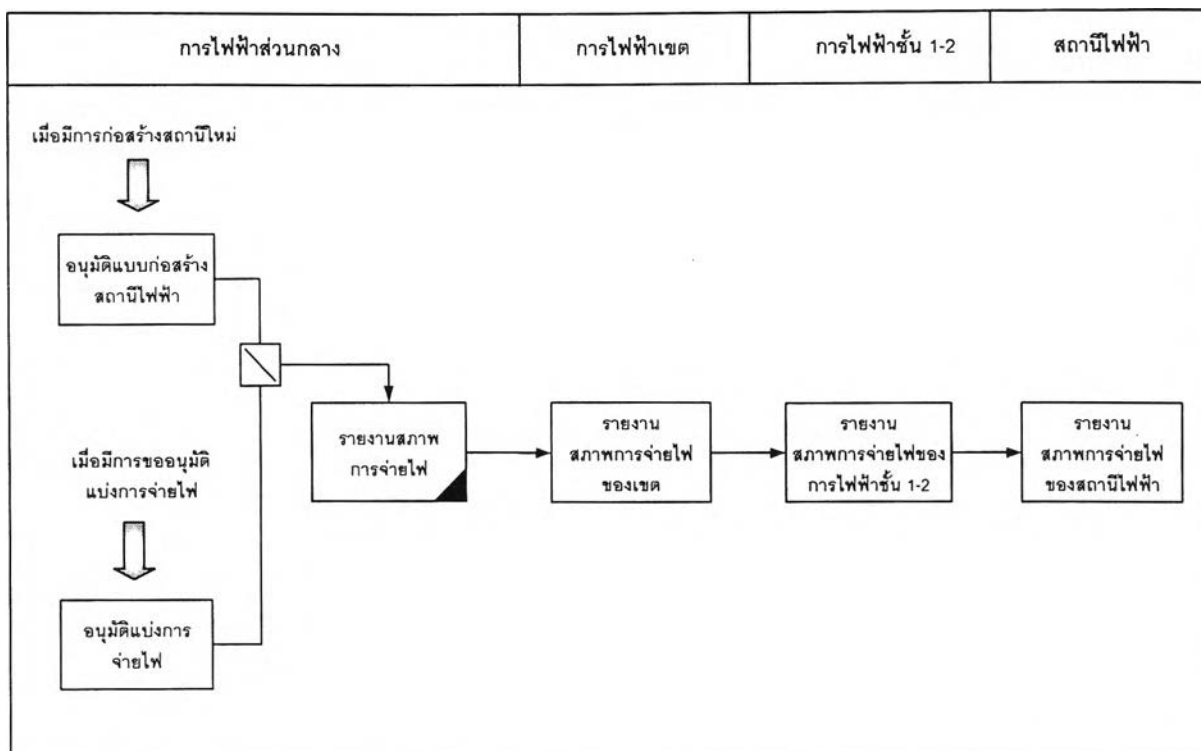 การไฟฟ้าส่วนกลาง
การไฟฟ้าเขต
การไฟฟ้าชั้น 1-2
สถานีไฟฟ้า
เมื่อมีการก่อสร้างสถานีใหม่
อนุมัติแบบก่อสร้าง
สถานีไฟฟ้า
เมื่อมีการขออนุมัติ
แบ่งการจ่ายไฟ
อนุมัติแบ่งการ
จ่ายไฟ
รายงานสภาพ
การจ่ายไฟ
รายงาน
สภาพการจ่ายไฟ
ของเขต
รายงาน
สภาพการจ่ายไฟของ
การไฟฟ้าชั้น 1-2
รายงาน
สภาพการจ่ายไฟ
ของสถานีไฟฟ้า